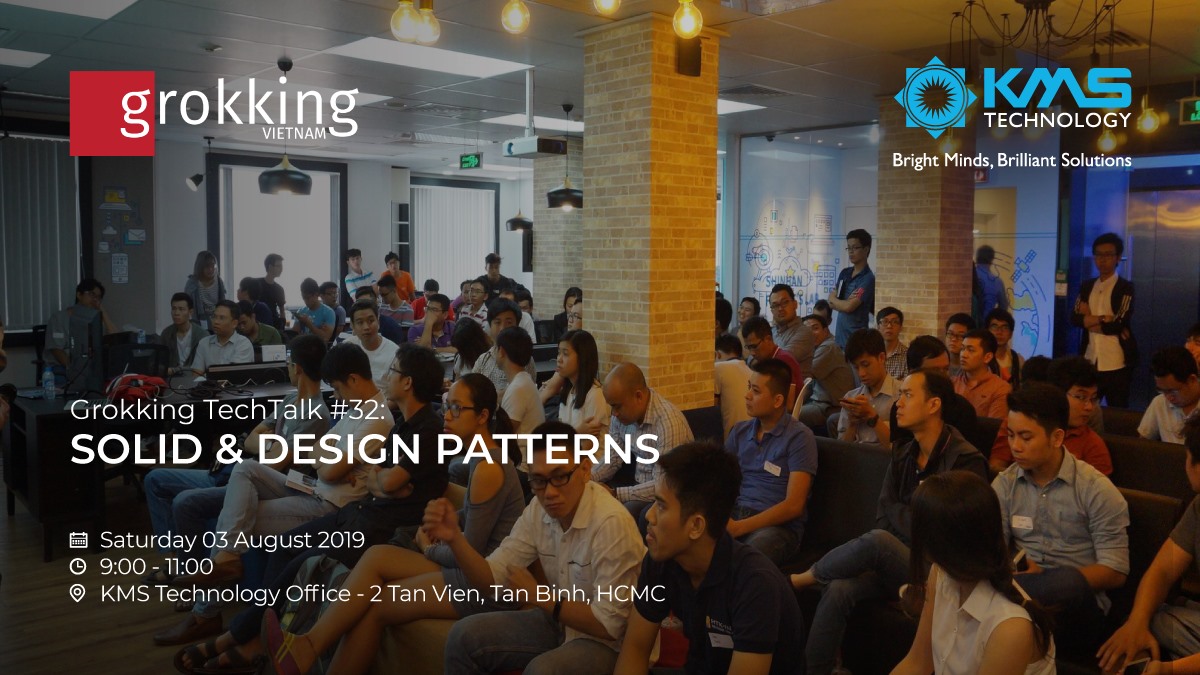 grokking
VIETNAM
KMS
TECHNOLOGY
Bright Minds, Brilliant Solutions
Grokking TechTalk #32:
SOLID & DESIGN PATTERNS
Saturday 03 August 2019
9:00 - 11:00
KMS Technology Office - 2 Tan Vien, Tan Binh, HCMC